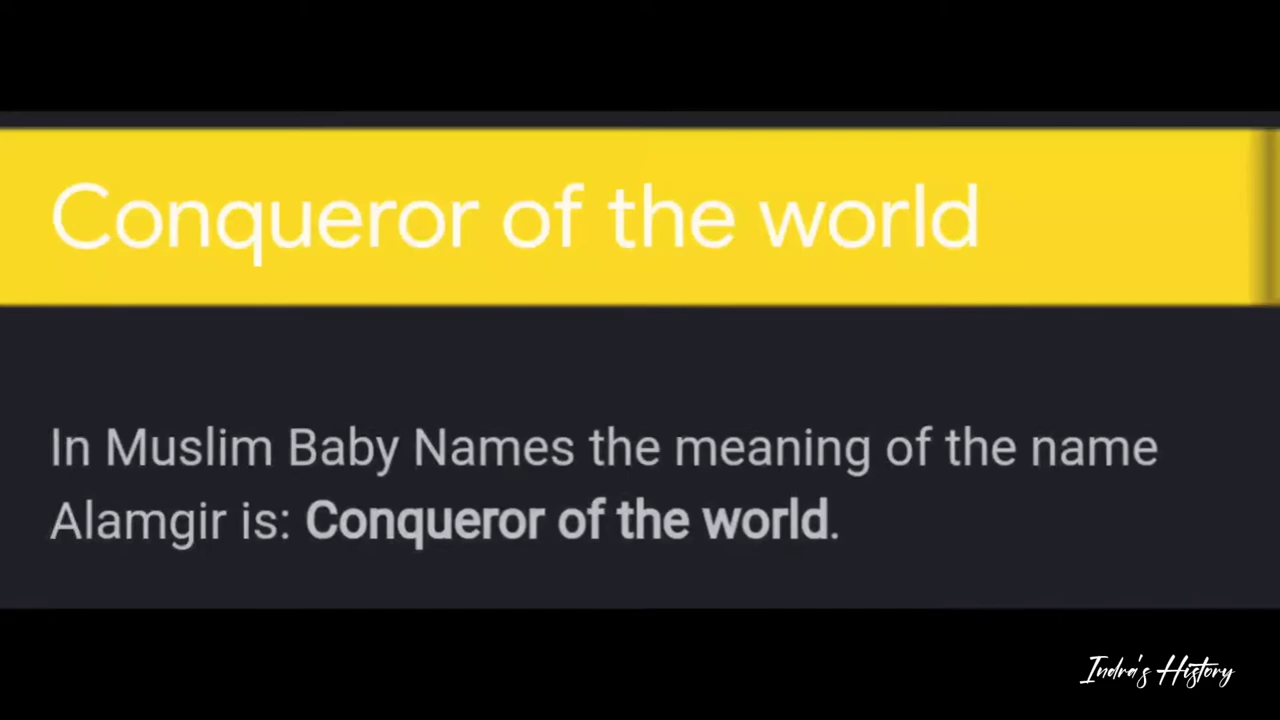 Conqueror of the world
In Muslim Baby Names the meaning of the name
Alamgir is: Conqueror of the world.
Indra's History